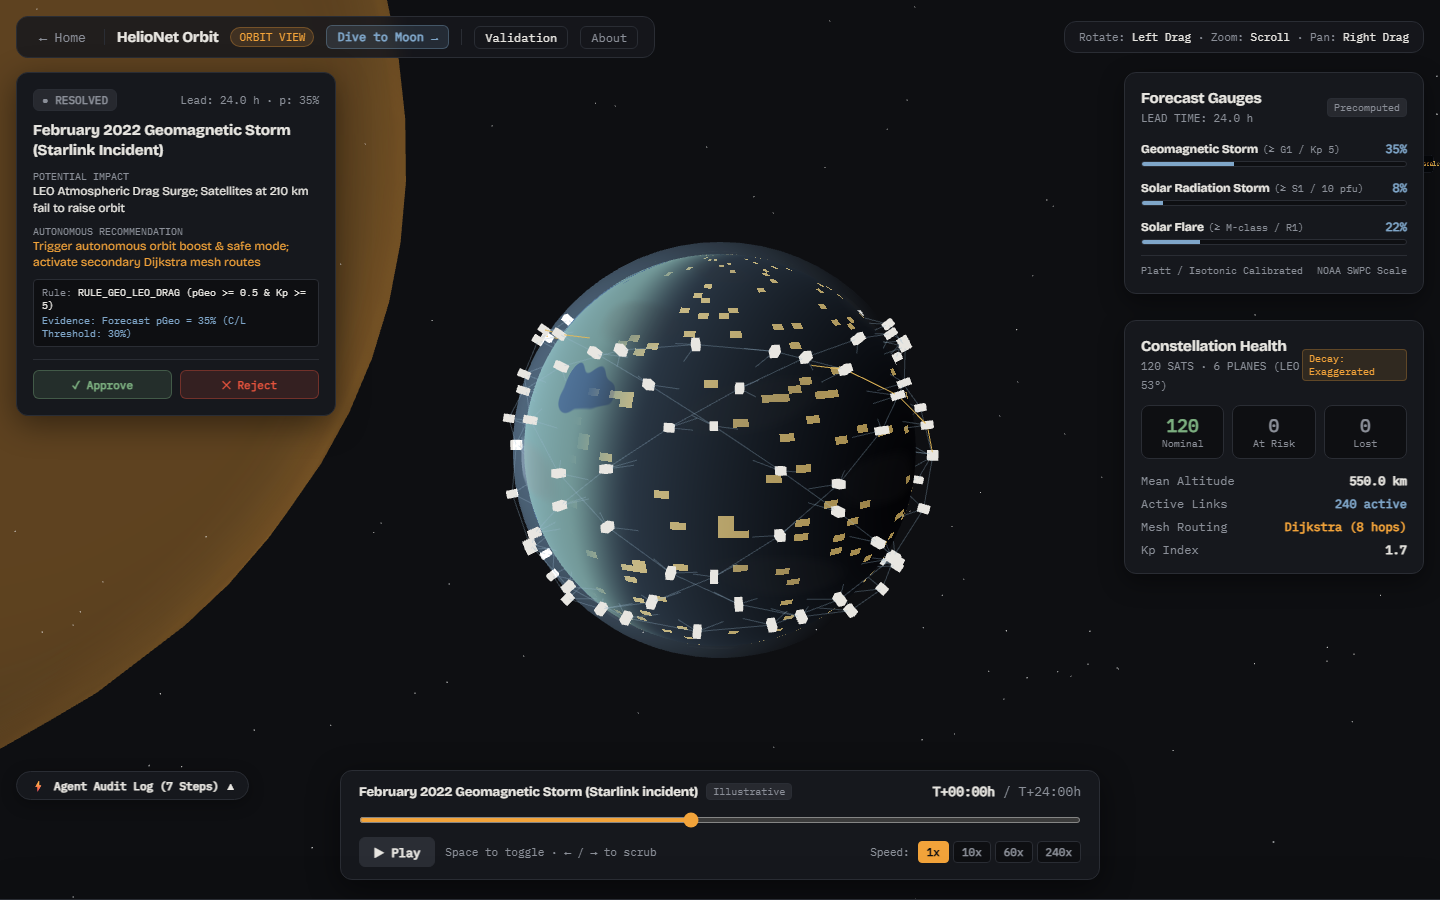 ← Home
HelioNet Orbit
ORBIT VIEW
Dive to Moon →
Validation
About
Rotate: Left Drag · Zoom: Scroll · Pan: Right Drag
RESOLVED
Lead: 24.0 h · p: 35%
February 2022 Geomagnetic Storm
(Starlink Incident)
POTENTIAL IMPACT
LEO Atmospheric Drag Surge; Satellites at 210 km
fail to raise orbit
AUTONOMOUS RECOMMENDATION
Trigger autonomous orbit boost & safe mode;
activate secondary Dijkstra mesh routes
Rule: RULE_GEO_LEO_DRAG (pGeo >= 0.5 & Kp >=
5)
Evidence: Forecast pGeo = 35% (C/L
Threshold: 30%)
✓ Approve
✕ Reject
Forecast Gauges
LEAD TIME: 24.0 h
Precomputed
Geomagnetic Storm (≥ G1 / Kp 5) 35%
Solar Radiation Storm (≥ S1 / 10 pfu) 8%
Solar Flare (≥ M-class / R1) 22%
Platt / Isotonic Calibrated NOAA SWPC Scale
Constellation Health
120 SATS · 6 PLANES (LEO
53°)
Decay:
Exaggerated
120 0 0
Nominal At Risk Lost
Mean Altitude 550.0 km
Active Links 240 active
Mesh Routing Dijkstra (8 hops)
Kp Index 1.7
Agent Audit Log (7 Steps) ▲
February 2022 Geomagnetic Storm (Starlink incident) Illustrative
T+00:00h / T+24:00h
▶ Play
Space to toggle · ← / → to scrub
Speed: 1x 10x 60x 240x